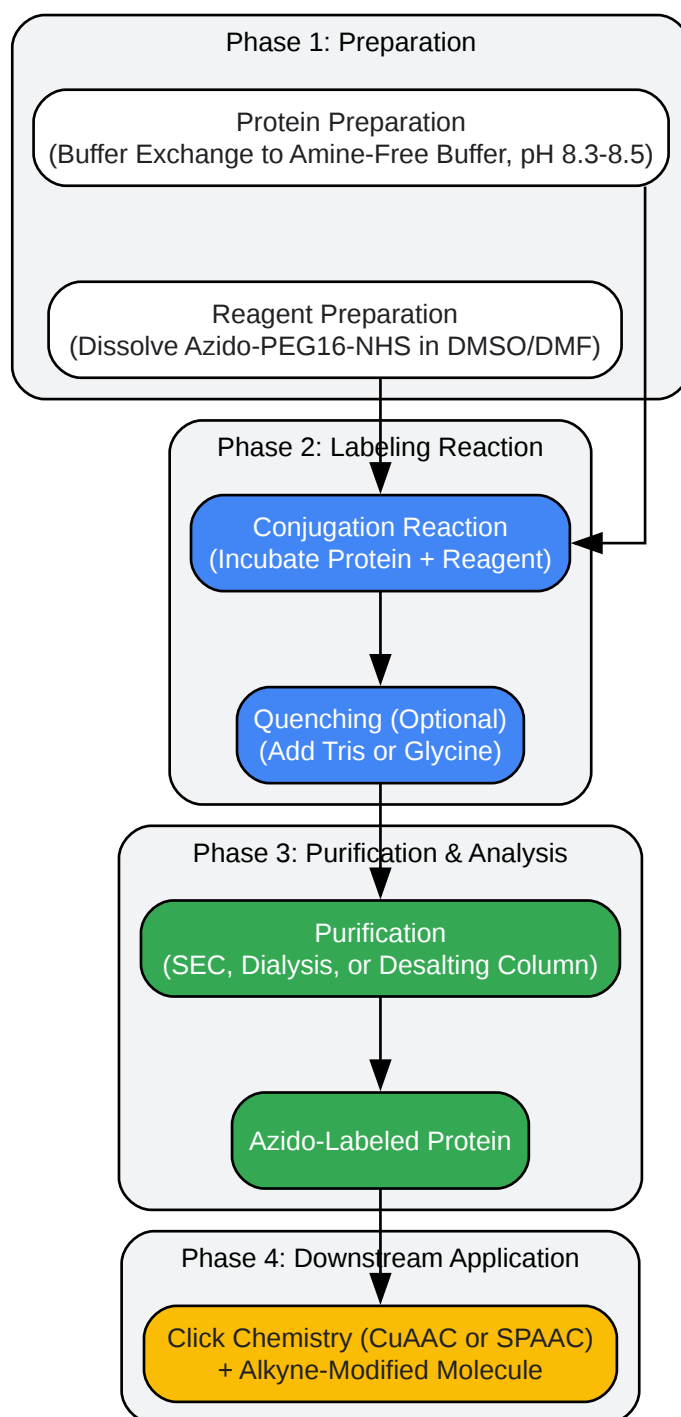 Phase 1: Preparation
Protein Preparation
(Buffer Exchange to Amine-Free Buffer, pH 8.3-8.5)
Reagent Preparation
(Dissolve Azido-PEG16-NHS in DMSO/DMF)
Phase 2: Labeling Reaction
Conjugation Reaction
(Incubate Protein + Reagent)
Quenching (Optional)
(Add Tris or Glycine)
Phase 3: Purification & Analysis
Purification
(SEC, Dialysis, or Desalting Column)
Azido-Labeled Protein
Phase 4: Downstream Application
Click Chemistry (CuAAC or SPAAC)
+ Alkyne-Modified Molecule